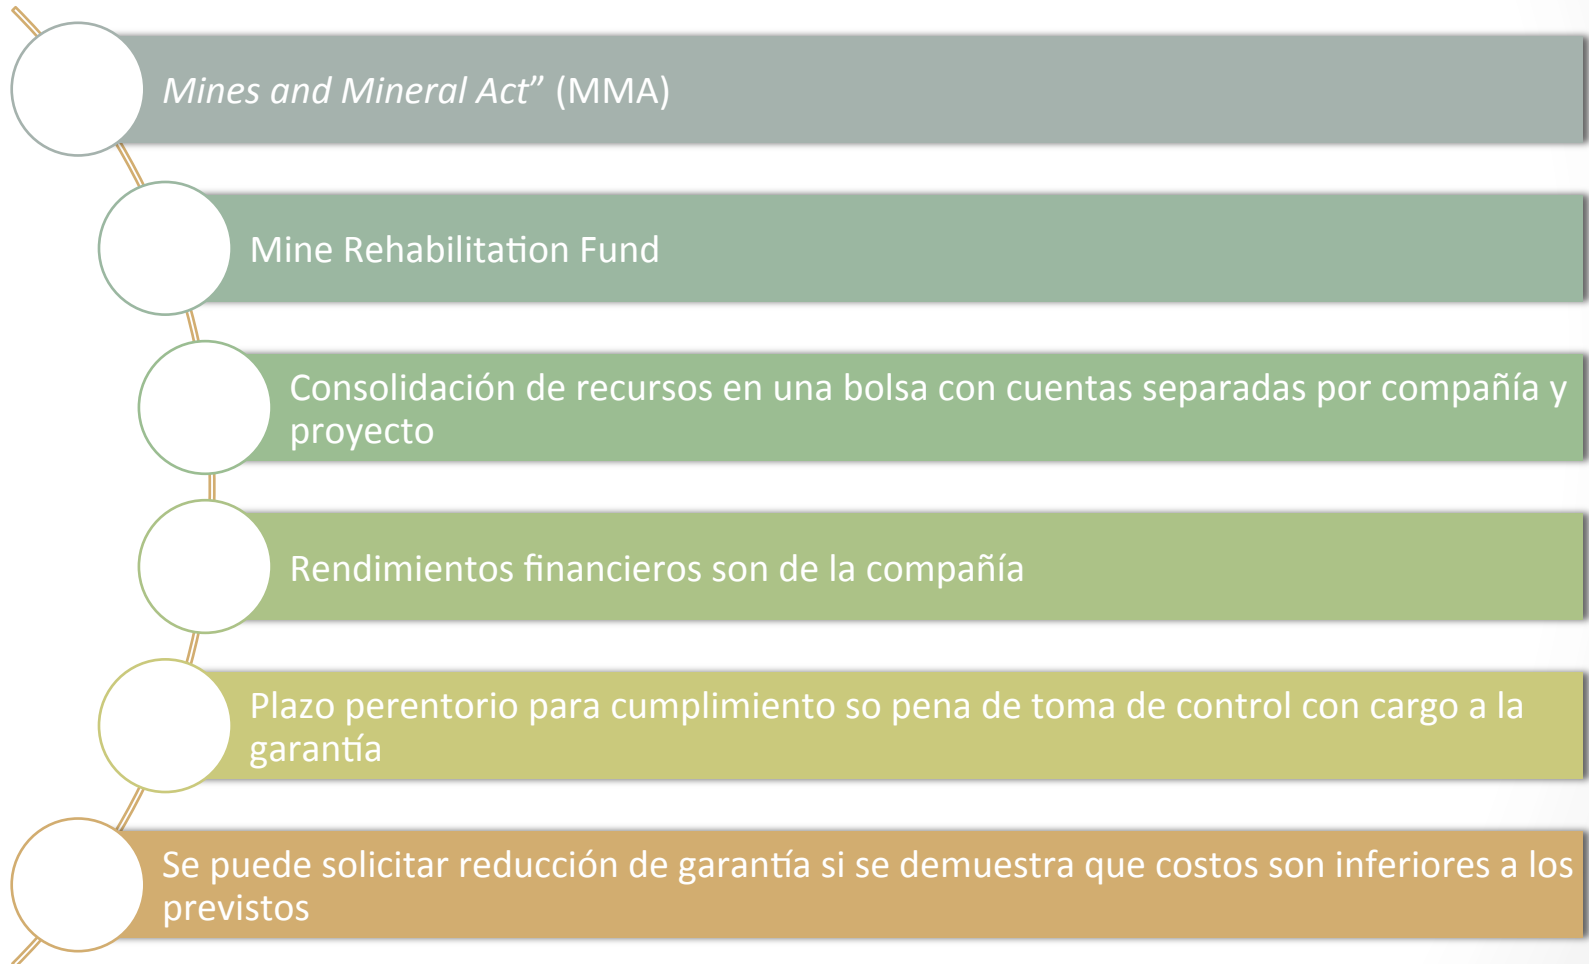 Mines and Mineral Act” (MMA)
Mine Rehabilitation Fund
Consolidación de recursos en una bolsa con cuentas separadas por compañía y
proyecto
Rendimientos financieros son de la compañía
Plazo perentorio para cumplimiento so pena de toma de control con cargo a la
garantía
Se puede solicitar reducción de garantía si se demuestra que costos son inferiores a los
previstos